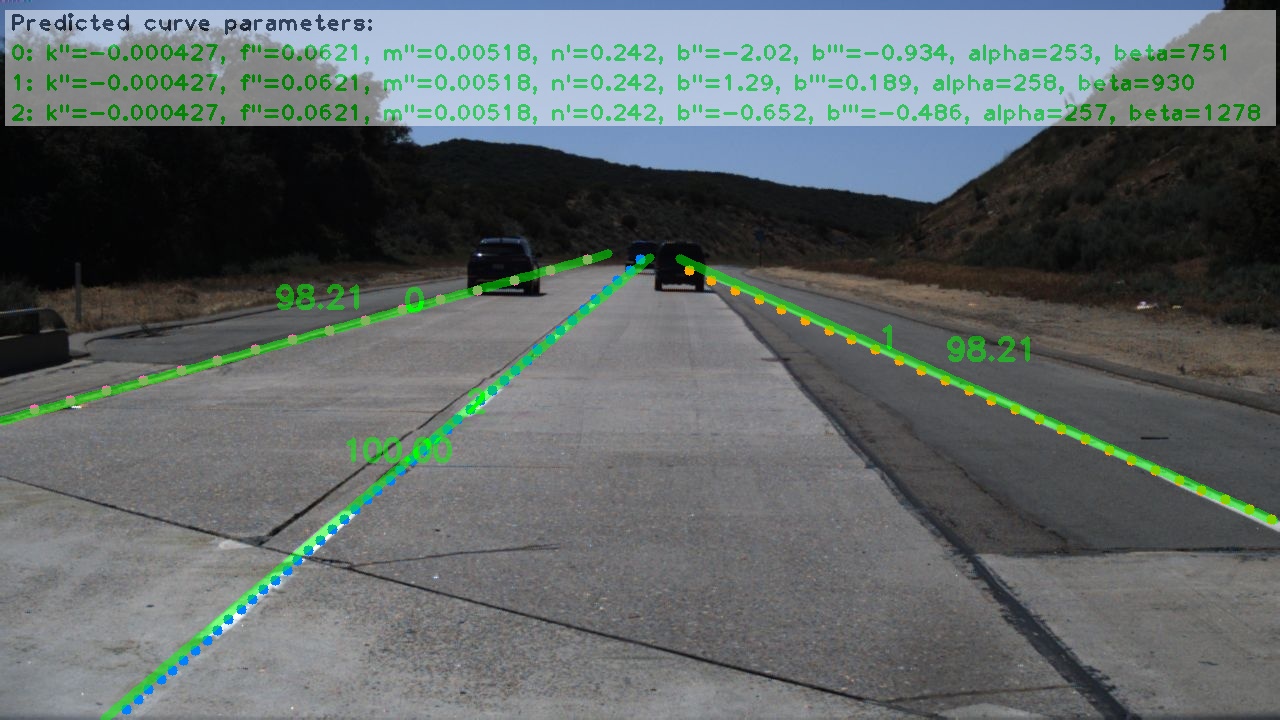 Predicted curve parameters:
0: k''=-0.000427, f''=0.0621, m''=0.00518, n'=0.242, b''=-2.02, b'''=-0.934, alpha=253, beta=751
1: k''=-0.000427, f''=0.0621, m''=0.00518, n'=0.242, b''=1.29, b'''=0.189, alpha=258, beta=930
2: k''=-0.000427, f''=0.0621, m''=0.00518, n'=0.242, b''=-0.652, b'''=-0.486, alpha=257, beta=1278
98.21 0
1 98.21
2
100.00